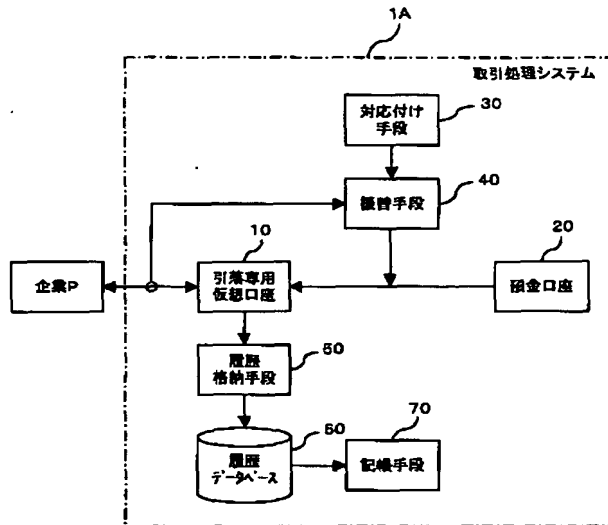 1A
取引処理システム
対応付け
手段
30
振替手段
40
10
20
企業P
引落専用
仮想口座
預金口座
履歴
格納手段
50
60
70
履歴
データベース
記帳手段